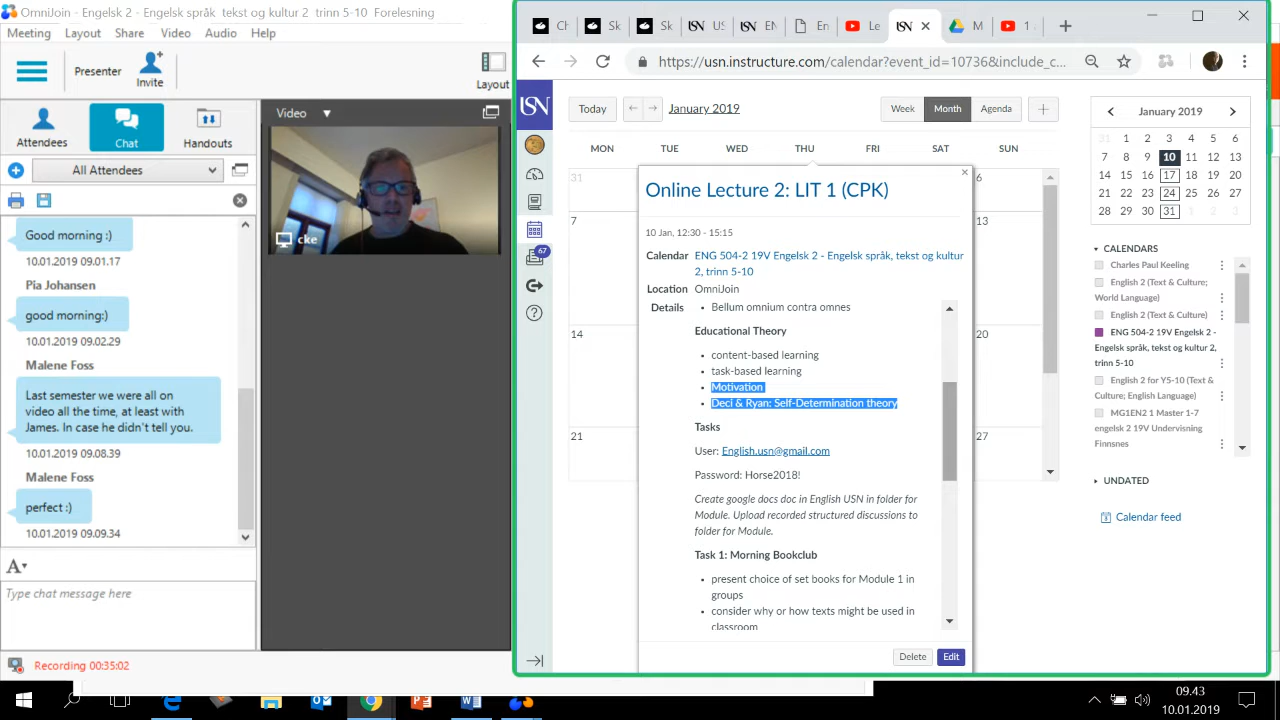 OmniJoin - Engelsk 2 - Engelsk språk tekst og kultur 2 trinn 5-10 Forelesning
Meeting Layout Share Video Audio Help
Presenter
Invite
Layout
Attendees
Chat
Handouts
All Attendees
Good morning :)
10.01.2019 09.01.17
Pia Johansen
good morning:)
10.01.2019 09.02.29
Malene Foss
Last semester we were all on
video all the time, at least with
James. In case he didn't tell you.
10.01.2019 09.08.39
Malene Foss
perfect :)
10.01.2019 09.09.34
A
Type chat message here
Recording 00:35:02
Video
cke
Sk
Sk
USN
En
Le
USN
M
https://usn.instructure.com/calendar?event_id=10736&include_c...
USN
67
Today
January 2019
Week Month Agenda
MON TUE WED THU FRI SAT SUN
31
6
7
13
14
20
21
27
Online Lecture 2: LIT 1 (CPK)
10 Jan, 12:30 - 15:15
Calendar ENG 504-2 19V Engelsk 2 - Engelsk språk, tekst og kultur
2, trinn 5-10
Location OmniJoin
Details
• Bellum omnium contra omnes
Educational Theory
• content-based learning
• task-based learning
• Motivation
• Deci & Ryan: Self-Determination theory
Tasks
User: English.usn@gmail.com
Password: Horse2018!
Create google docs doc in English USN in folder for
Module. Upload recorded structured discussions to
folder for Module.
Task 1: Morning Bookclub
• present choice of set books for Module 1 in
groups
• consider why or how texts might be used in
classroom
Delete Edit
January 2019
31 1 2 3 4 5 6
7 8 9 10 11 12 13
14 15 16 17 18 19 20
21 22 23 24 25 26 27
28 29 30 31 1 2 3
CALENDARS
Charles Paul Keeling
English 2 (Text & Culture;
World Language)
English 2 (Text & Culture)
ENG 504-2 19V Engelsk 2 -
Engelsk språk, tekst og kultur 2,
trinn 5-10
English 2 for Y5-10 (Text &
Culture; English Language)
MG1EN2 1 Master 1-7
engelsk 2 19V Undervisning
Finnsnes
UNDATED
Calendar feed
09.43
10.01.2019